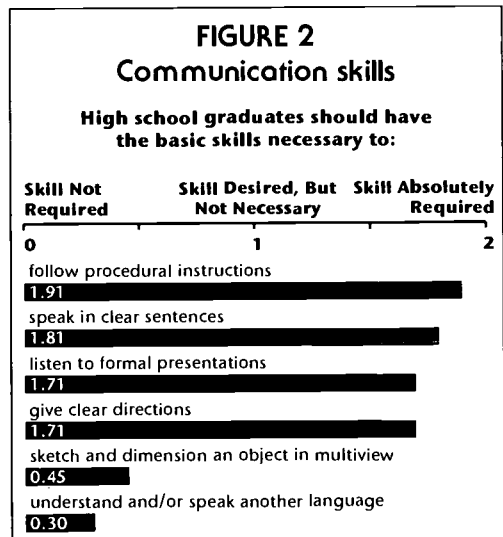 FIGURE 2
Communication skills
High school graduates should have
the basic skills necessary to:
Skill Not Skill Desired, But Skill Absolutely
Required Not Necessary Required
0 1 2
follow procedural instructions
1.91
speak in clear sentences
1.81
listen to formal presentations
1.71
give clear directions
1.71
sketch and dimension an object in multiview
0.45
understand and/or speak another language
0.30